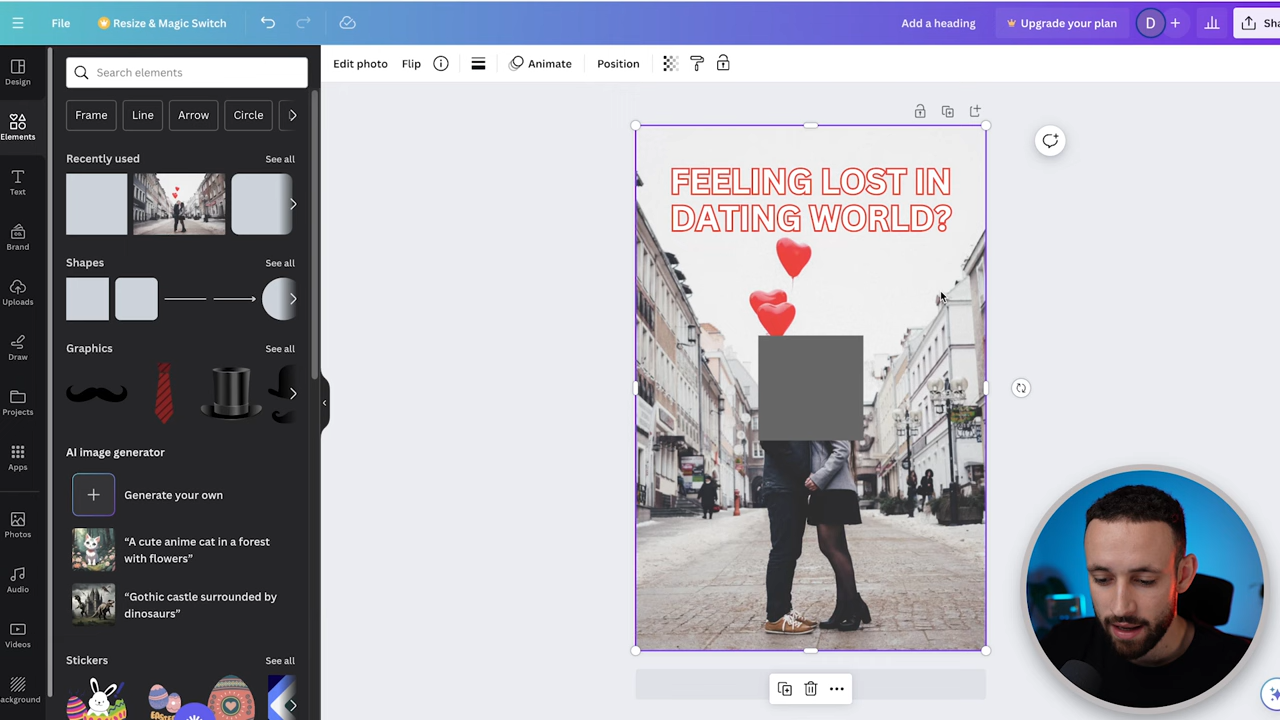 File
Resize & Magic Switch
Add a heading
Upgrade your plan
D
Sha
Design
Elements
Text
Brand
Uploads
Draw
Projects
Apps
Photos
Audio
Videos
ackground
Search elements
Frame
Line
Arrow
Circle
Recently used
See all
Shapes
See all
Graphics
See all
AI image generator
Generate your own
“A cute anime cat in a forest
with flowers”
“Gothic castle surrounded by
dinosaurs”
Stickers
See all
Edit photo
Flip
Animate
Position
FEELING LOST IN
DATING WORLD?